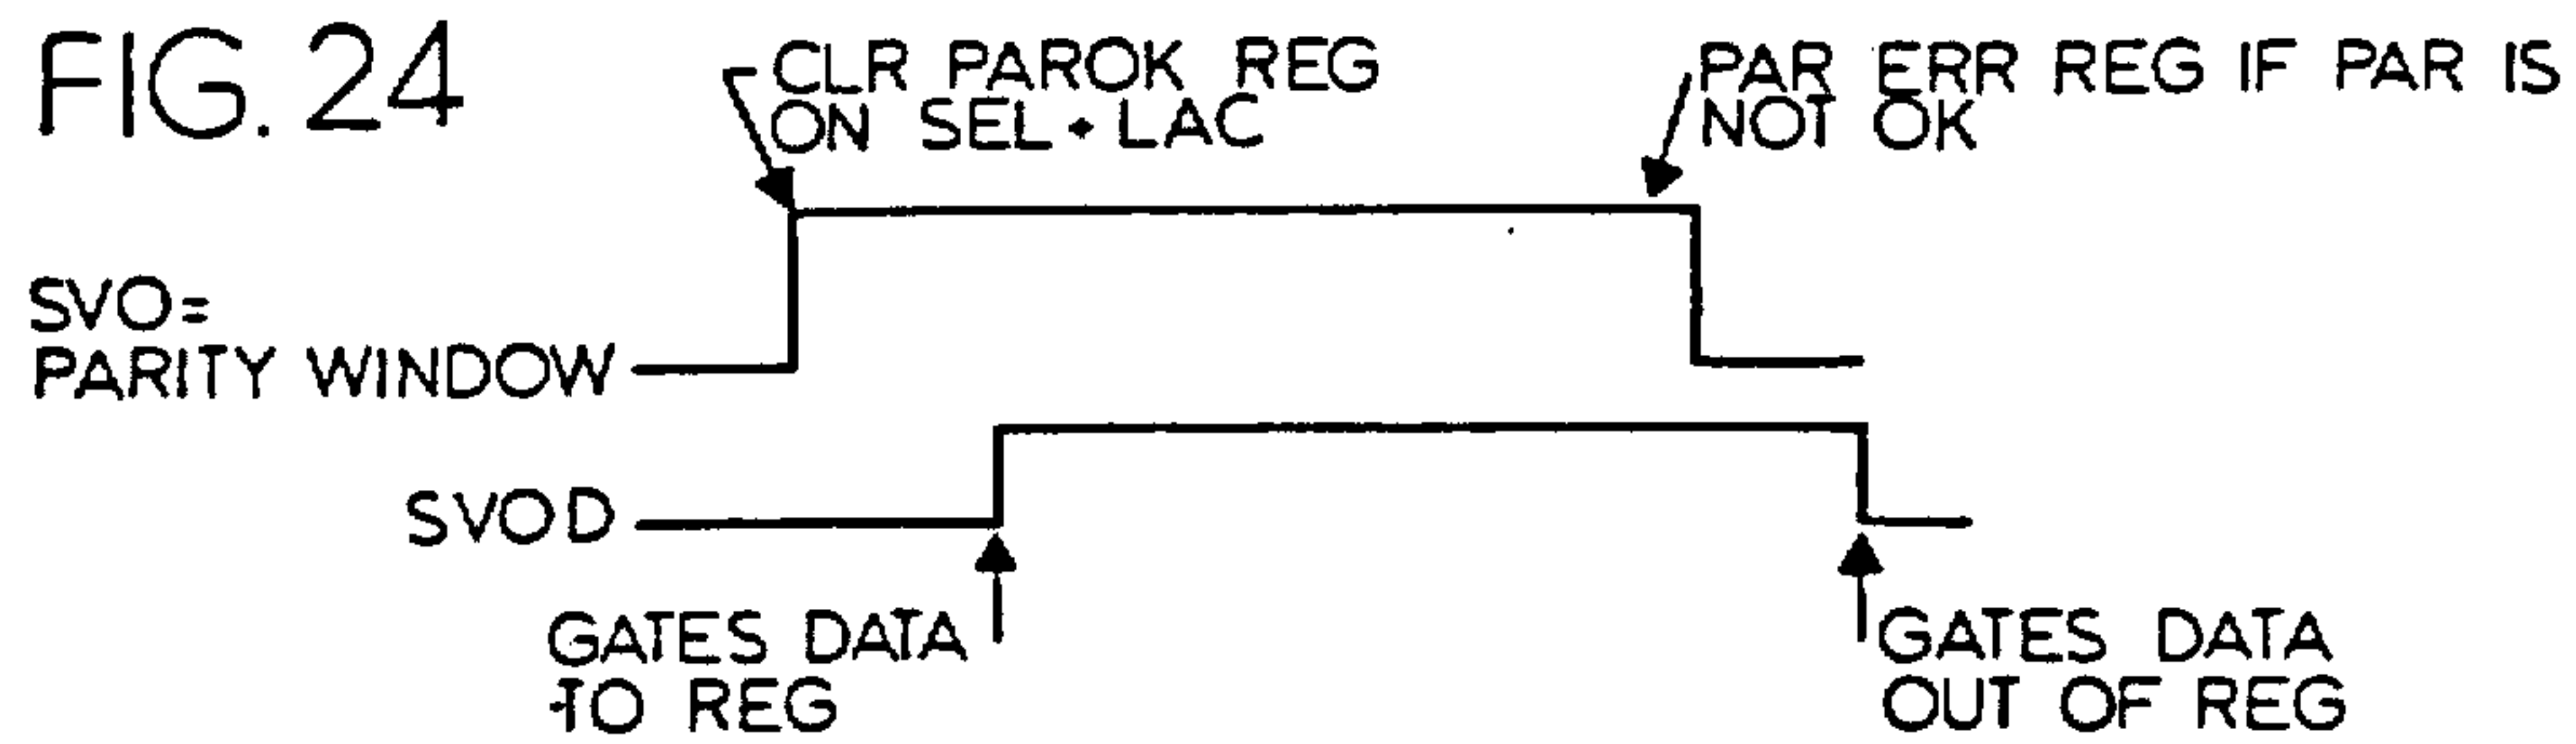 FIG. 24
CLR PAROK REG
ON SEL • LAC
PAR ERR REG IF PAR IS
NOT OK
SVO=
PARITY WINDOW
SVOD
GATES DATA
TO REG
GATES DATA
OUT OF REG